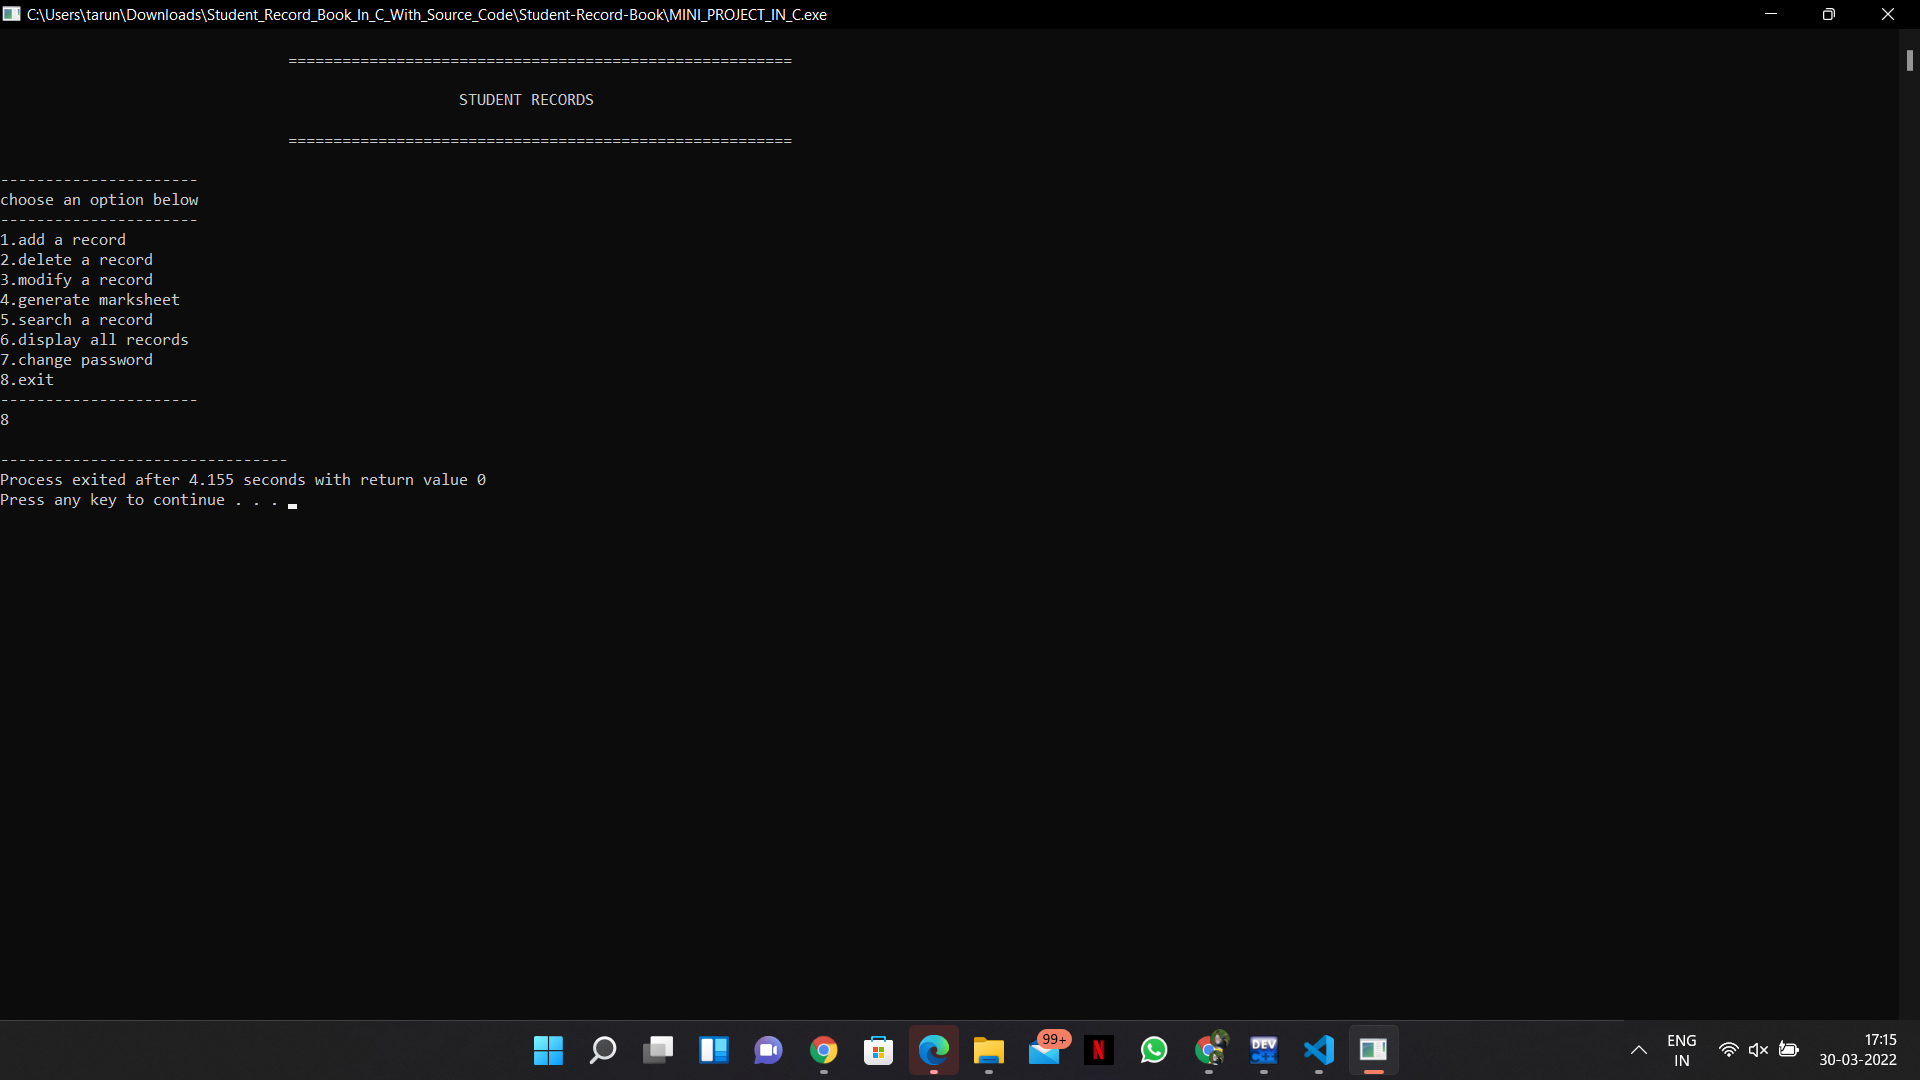 C:\Users\tarun\Downloads\Student_Record_Book_In_C_With_Source_Code\Student-Record-Book\MINI_PROJECT_IN_C.exe
========================================================
STUDENT RECORDS
========================================================
----------------------
choose an option below
----------------------
1.add a record
2.delete a record
3.modify a record
4.generate marksheet
5.search a record
6.display all records
7.change password
8.exit
----------------------
8
--------------------------------
Process exited after 4.155 seconds with return value 0
Press any key to continue . . .
99+
N
DEV
C++
ENG
IN
17:15
30-03-2022